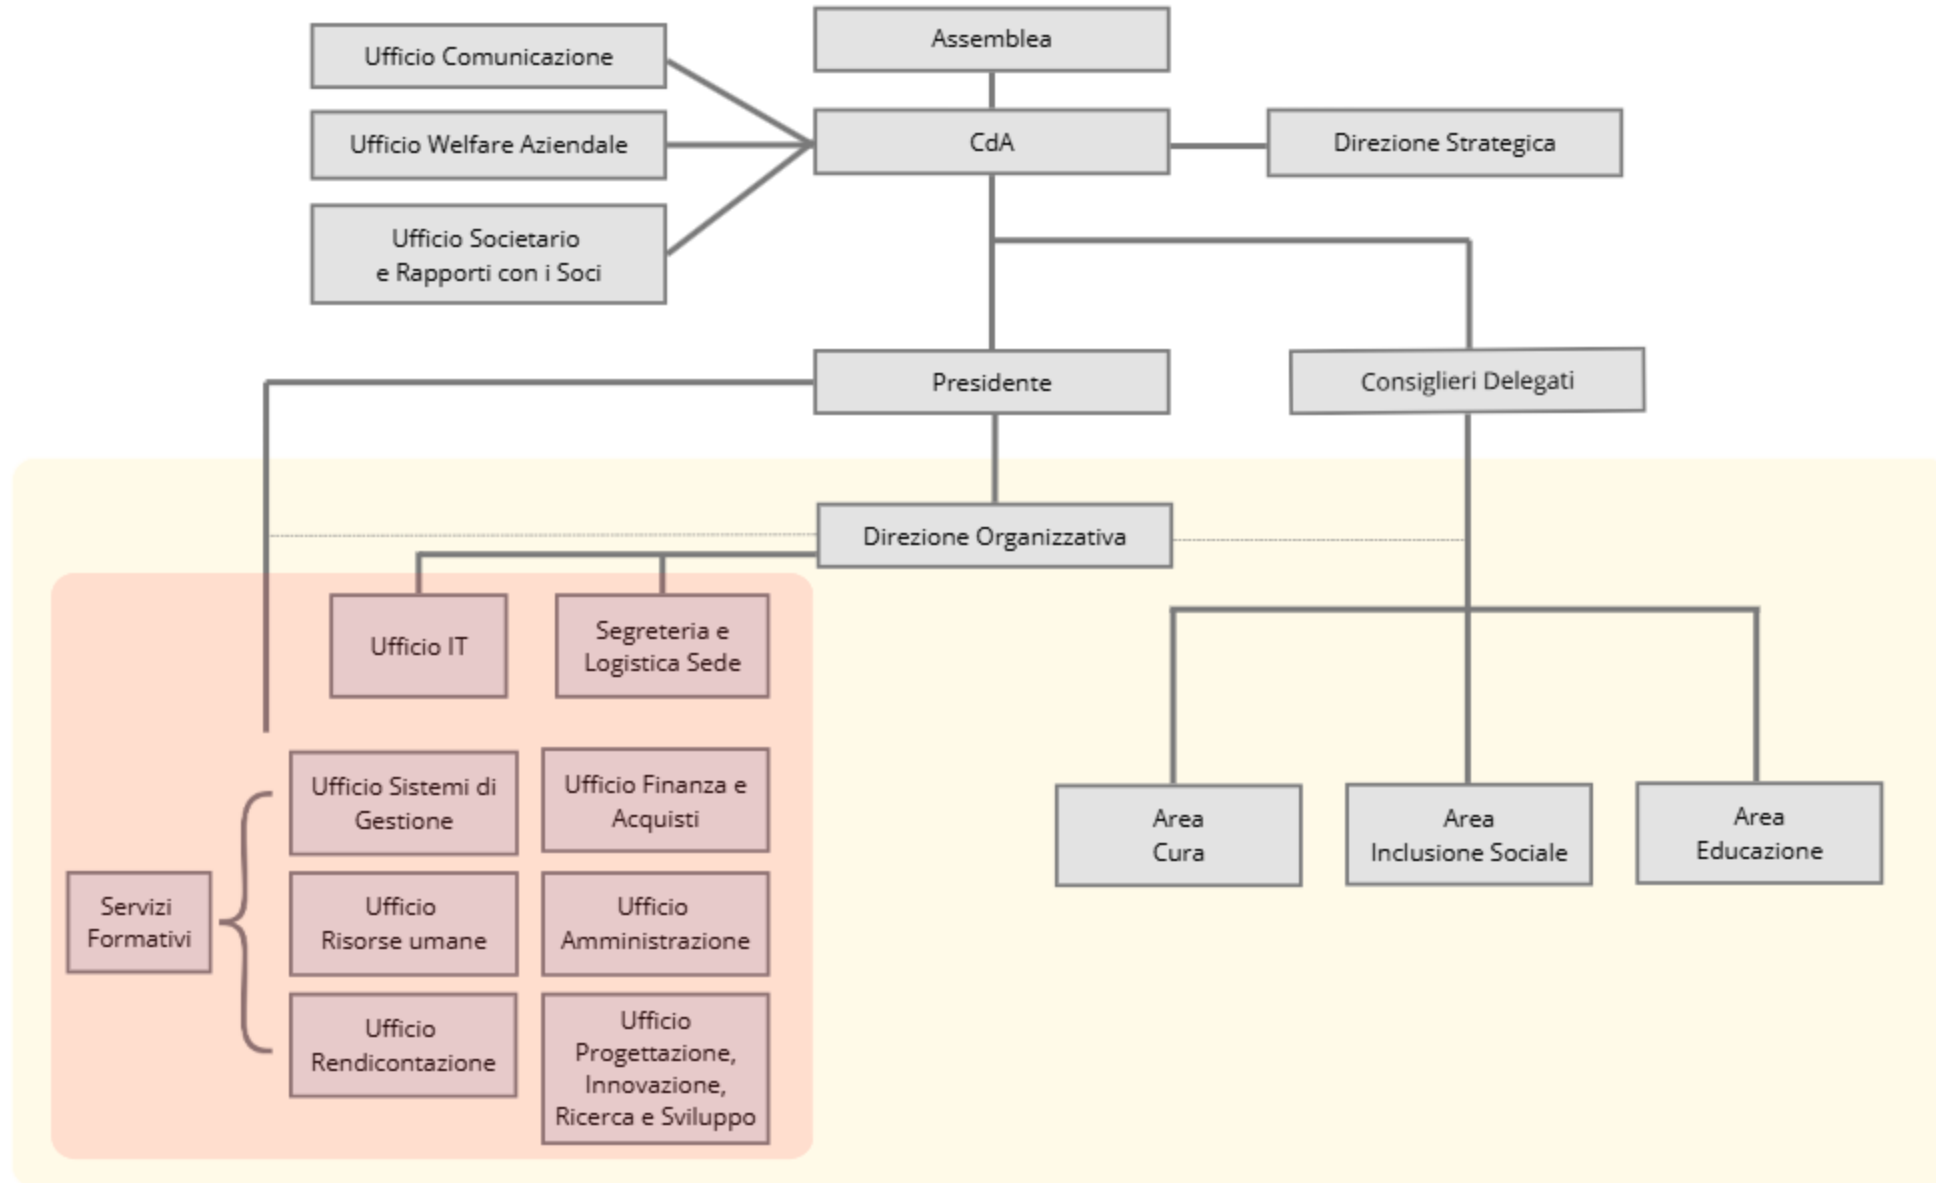 Assemblea
Ufficio Comunicazione
Ufficio Welfare Aziendale
CdA
Direzione Strategica
Ufficio Societario
e Rapporti con i Soci
Presidente
Consiglieri Delegati
Direzione Organizzativa
Ufficio IT
Segreteria e
Logistica Sede
Ufficio Sistemi di
Gestione
Ufficio Finanza e
Acquisti
Area
Cura
Area
Inclusione Sociale
Area
Educazione
Servizi
Formativi
Ufficio
Risorse umane
Ufficio
Amministrazione
Ufficio
Rendicontazione
Ufficio
Progettazione,
Innovazione,
Ricerca e Sviluppo